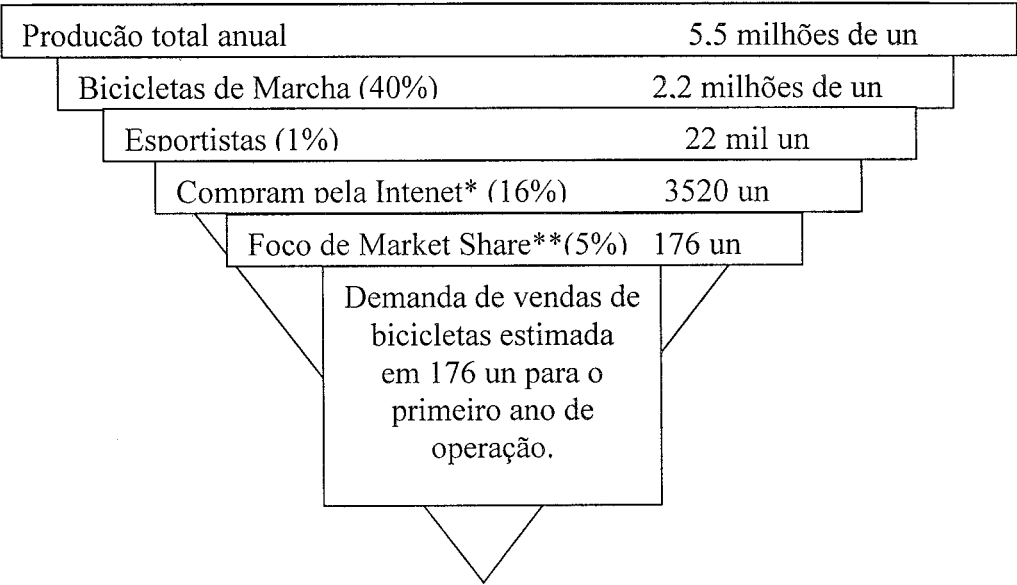 Produção total anual 5.5 milhões de un
Bicicletas de Marcha (40%) 2.2 milhões de un
Esportistas (1%) 22 mil un
Compram pela Intenet* (16%) 3520 un
Foco de Market Share**(5%) 176 un
Demanda de vendas de
bicicletas estimada
em 176 un para o
primeiro ano de
operação.